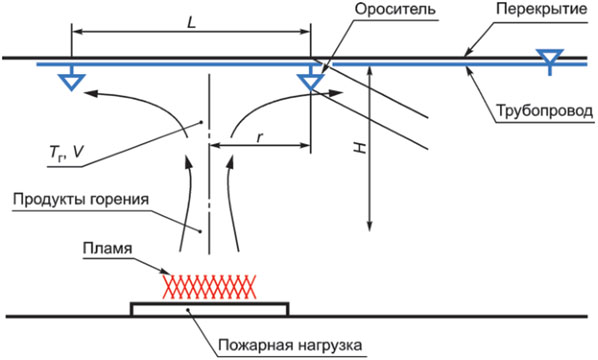 L
Ороситель
Перекрытие
Трубопровод
Tг, V
r
H
Продукты горения
Пламя
Пожарная нагрузка